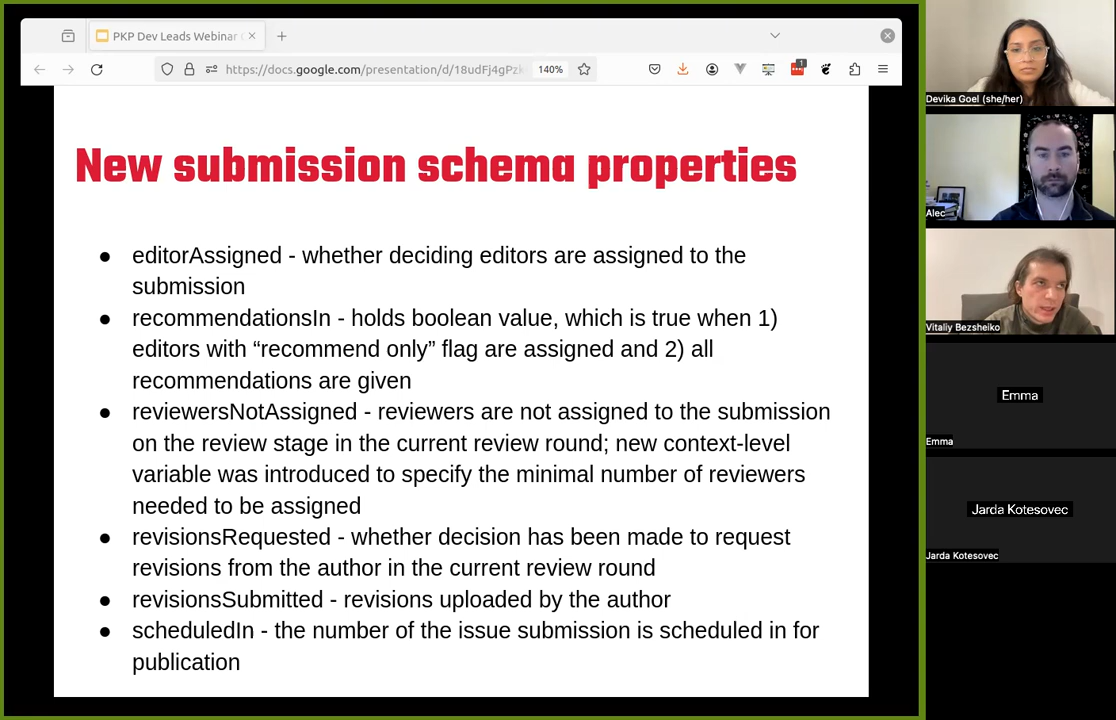 PKP Dev Leads Webinar
https://docs.google.com/presentation/d/18udFj4gPzk
140%
1
New submission schema properties
● editorAssigned - whether deciding editors are assigned to the
submission
● recommendationsIn - holds boolean value, which is true when 1)
editors with “recommend only” flag are assigned and 2) all
recommendations are given
● reviewersNotAssigned - reviewers are not assigned to the submission
on the review stage in the current review round; new context-level
variable was introduced to specify the minimal number of reviewers
needed to be assigned
● revisionsRequested - whether decision has been made to request
revisions from the author in the current review round
● revisionsSubmitted - revisions uploaded by the author
● scheduledIn - the number of the issue submission is scheduled in for
publication
Devika Goel (she/her)
Alec
Vitaliy Bezsheiko
Emma
Emma
Jarda Kotesovec
Jarda Kotesovec